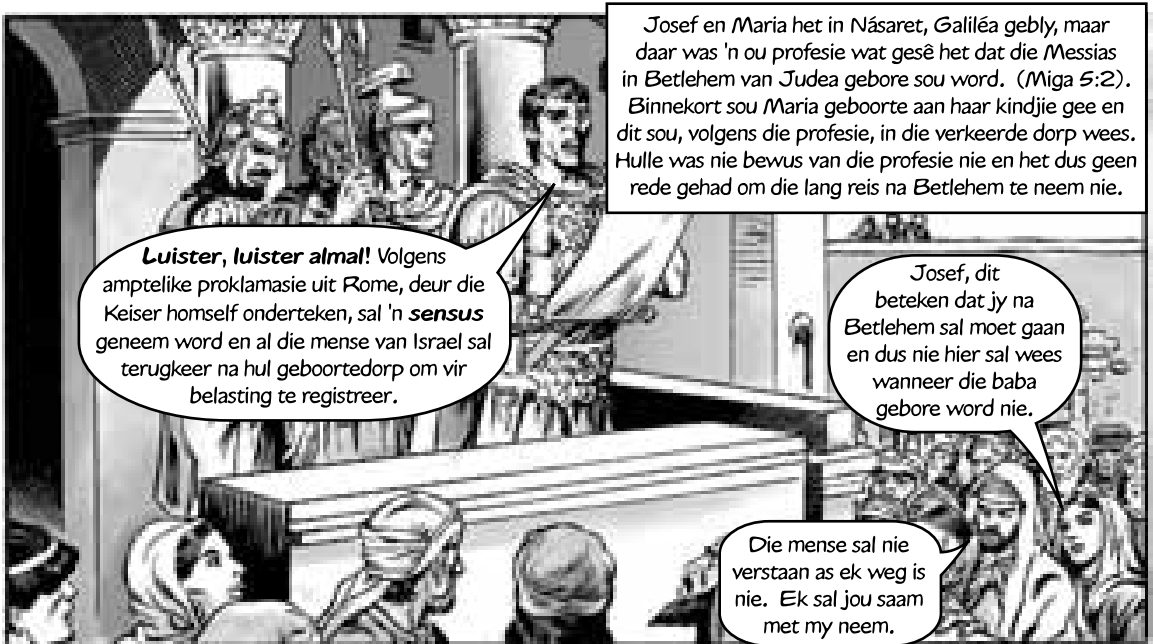 Josef en Maria het in Násaret, Galiléa gebly, maar
daar was 'n ou profesie wat gesê het dat die Messias
in Betlehem van Judea gebore sou word. (Miga 5:2).
Binnekort sou Maria geboorte aan haar kindjie gee en
dit sou, volgens die profesie, in die verkeerde dorp wees.
Hulle was nie bewus van die profesie nie en het dus geen
rede gehad om die lang reis na Betlehem te neem nie.
Luister, luister almal! Volgens
amptelike proklamasie uit Rome, deur die
Keiser homself onderteken, sal 'n sensus
geneem word en al die mense van Israel sal
terugkeer na hul geboortedorp om vir
belasting te registreer.
Josef, dit
beteken dat jy na
Betlehem sal moet gaan
en dus nie hier sal wees
wanneer die baba
gebore word nie.
Die mense sal nie
verstaan as ek weg is
nie. Ek sal jou saam
met my neem.